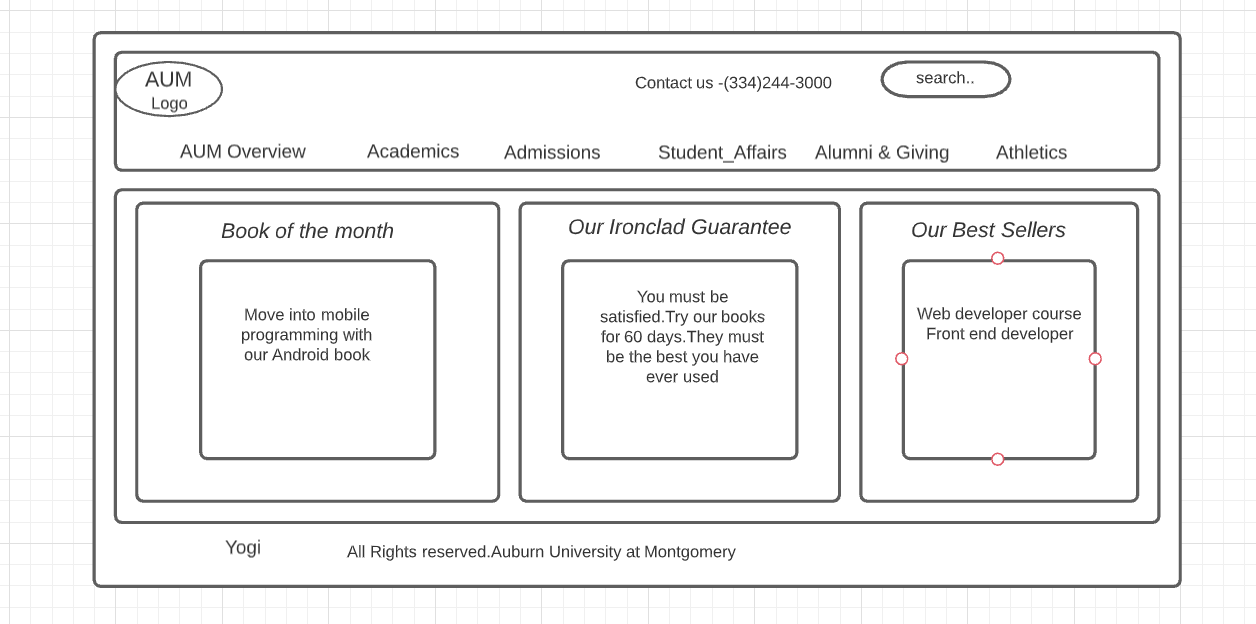 AUM
Logo
Contact us -(334)244-3000
search..
AUM Overview
Academics
Admissions
Student_Affairs
Alumni & Giving
Athletics
Book of the month
Move into mobile
programming with
our Android book
Our Ironclad Guarantee
You must be
satisfied.Try our books
for 60 days.They must
be the best you have
ever used
Our Best Sellers
Web developer course
Front end developer
Yogi
All Rights reserved.Auburn University at Montgomery